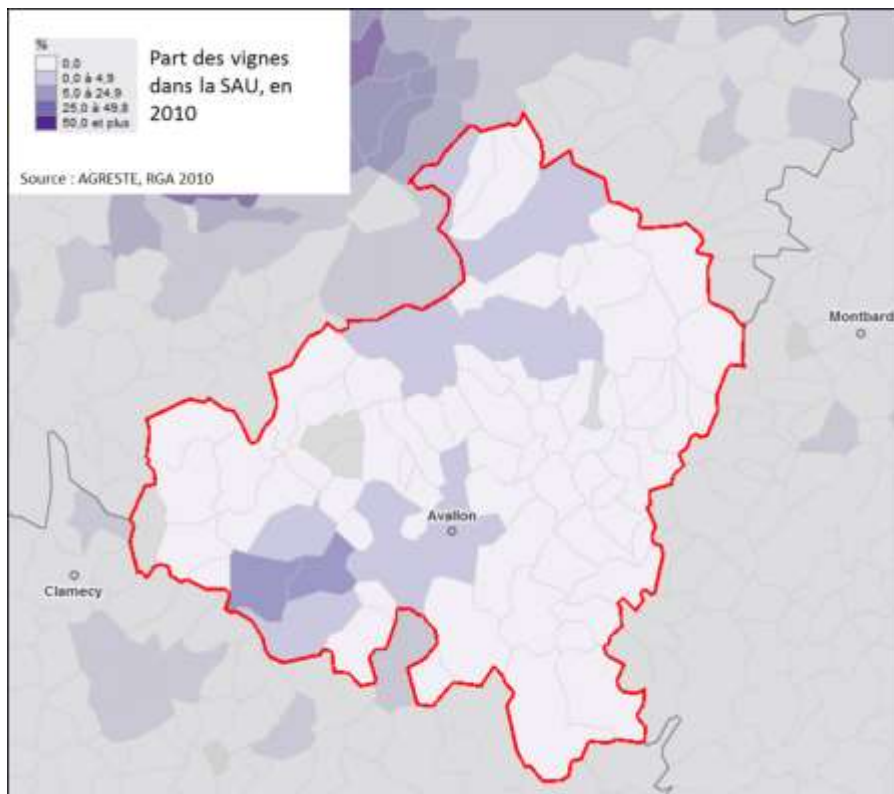 %
0,0
0,0 à 4,9
5,0 à 24,9
25,0 à 49,8
50,0 et plus
Part des vignes
dans la SAU, en
2010
Source : AGRESTE, RGA 2010
Montbard
Avallon
Clamecy